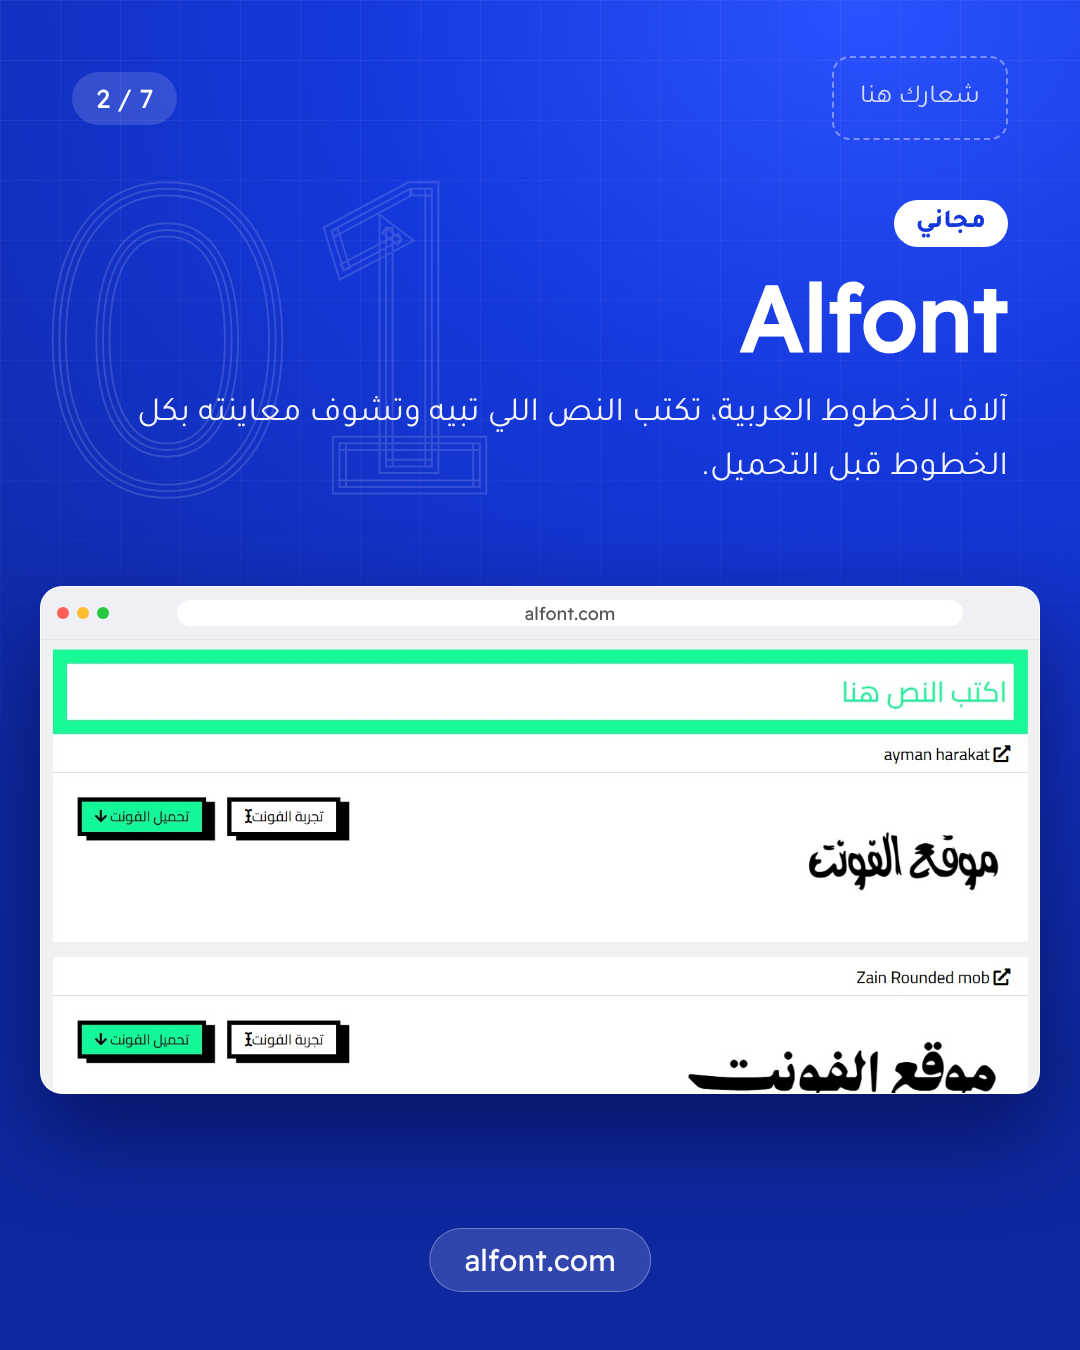 شعارك هنا
2 / 7
01
مجاني
Alfont
آلاف الخطوط العربية، تكتب النص اللي تبيه وتشوف معاينته بكل
الخطوط قبل التحميل.
alfont.com
اكتب النص هنا
ayman harakat
تجربة الفونت
تحميل الفونت
موقع الفونت
Zain Rounded mob
تجربة الفونت
تحميل الفونت
موقع الفونت
alfont.com